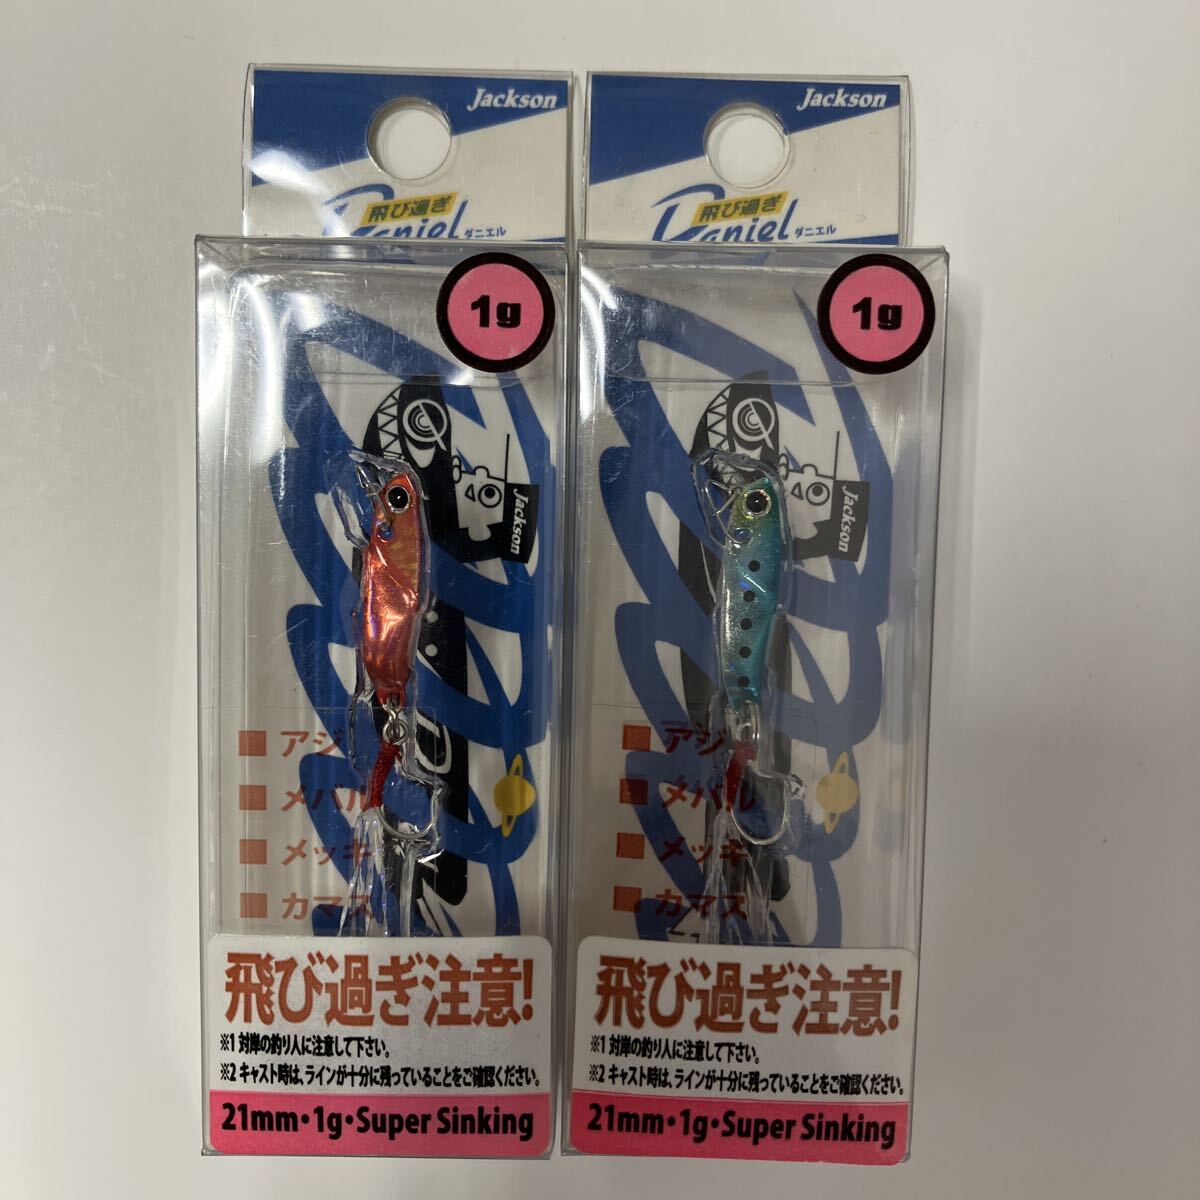 Jackson
飛び過ぎ
Daniel ダニエル
1g
Jackson
アジ
メバル
メッキ
カマス
飛び過ぎ注意!
※1 対岸の釣り人に注意して下さい。
※2 キャスト時は、ラインが十分に残っていることをご確認ください。
21mm・1g・Super Sinking
Jackson
飛び過ぎ
Daniel ダニエル
1g
Jackson
アジ
メバル
メッキ
カマス
飛び過ぎ注意!
※1 対岸の釣り人に注意して下さい。
※2 キャスト時は、ラインが十分に残っていることをご確認ください。
21mm・1g・Super Sinking